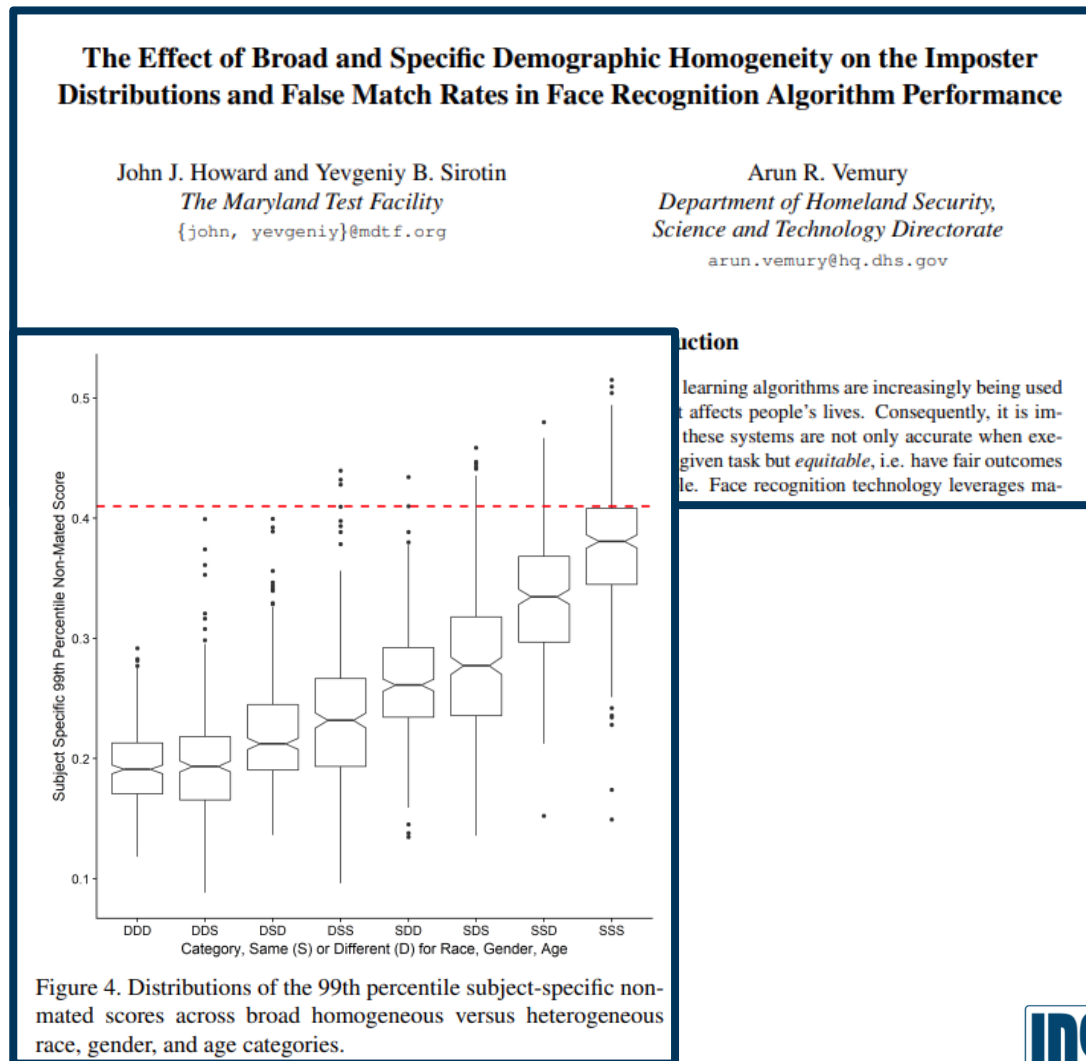 The Effect of Broad and Specific Demographic Homogeneity on the Imposter
Distributions and False Match Rates in Face Recognition Algorithm Performance
John J. Howard and Yevgeniy B. Sirotin
The Maryland Test Facility
{john, yevgeniy}@mdtf.org
Arun R. Vemury
Department of Homeland Security,
Science and Technology Directorate
arun.vemury@hq.dhs.gov
uction
learning algorithms are increasingly being used
t affects people's lives. Consequently, it is im-
these systems are not only accurate when exe-
given task but equitable, i.e. have fair outcomes
le. Face recognition technology leverages ma-
Subject Specific 99th Percentile Non-Mated Score
0.5
0.4
0.3
0.2
0.1
DDD DDS DSD DSS SDD SDS SSD SSS
Category, Same (S) or Different (D) for Race, Gender, Age
Figure 4. Distributions of the 99th percentile subject-specific non-
mated scores across broad homogeneous versus heterogeneous
race, gender, and age categories.